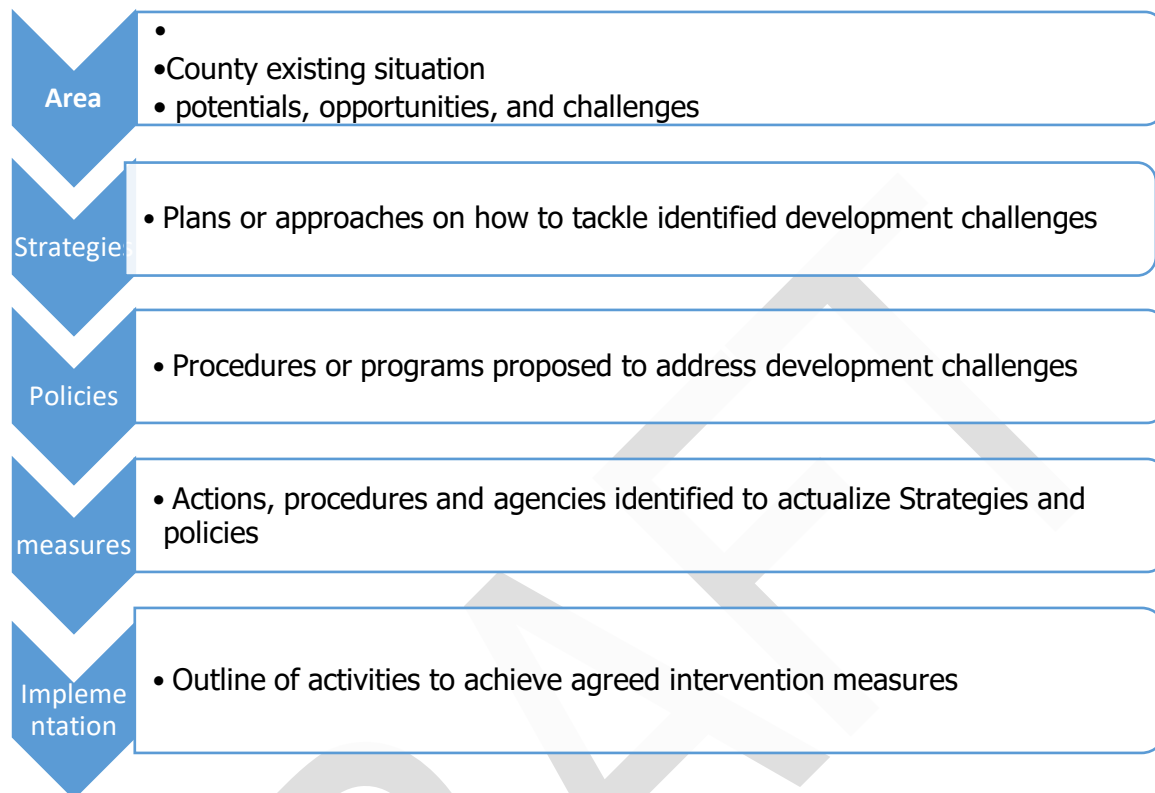 •
•County existing situation
Area
• potentials, opportunities, and challenges
• Plans or approaches on how to tackle identified development challenges
Strategies
• Procedures or programs proposed to address development challenges
Policies
• Actions, procedures and agencies identified to actualize Strategies and
policies
measures
• Outline of activities to achieve agreed intervention measures
Impleme
ntation
DRAFT